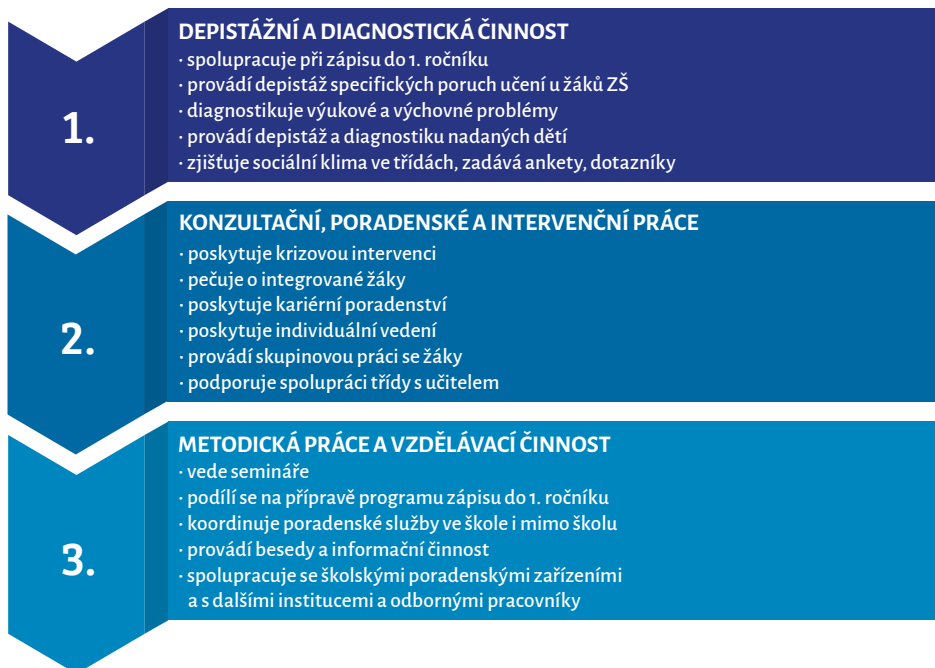 1.
DEPISTÁŽNÍ A DIAGNOSTICKÁ ČINNOST
· spolupracuje při zápisu do 1. ročníku
· provádí depistáž specifických poruch učení u žáků ZŠ
· diagnostikuje výukové a výchovné problémy
· provádí depistáž a diagnostiku nadaných dětí
· zjišťuje sociální klima ve třídách, zadává ankety, dotazníky
2.
KONZULTAČNÍ, PORADENSKÉ A INTERVENČNÍ PRÁCE
· poskytuje krizovou intervenci
· pečuje o integrované žáky
· poskytuje kariérní poradenství
· poskytuje individuální vedení
· provádí skupinovou práci se žáky
· podporuje spolupráci třídy s učitelem
3.
METODICKÁ PRÁCE A VZDĚLÁVACÍ ČINNOST
· vede semináře
· podílí se na přípravě programu zápisu do 1. ročníku
· koordinuje poradenské služby ve škole i mimo školu
· provádí besedy a informační činnost
· spolupracuje se školskými poradenskými zařízeními
a s dalšími institucemi a odbornými pracovníky